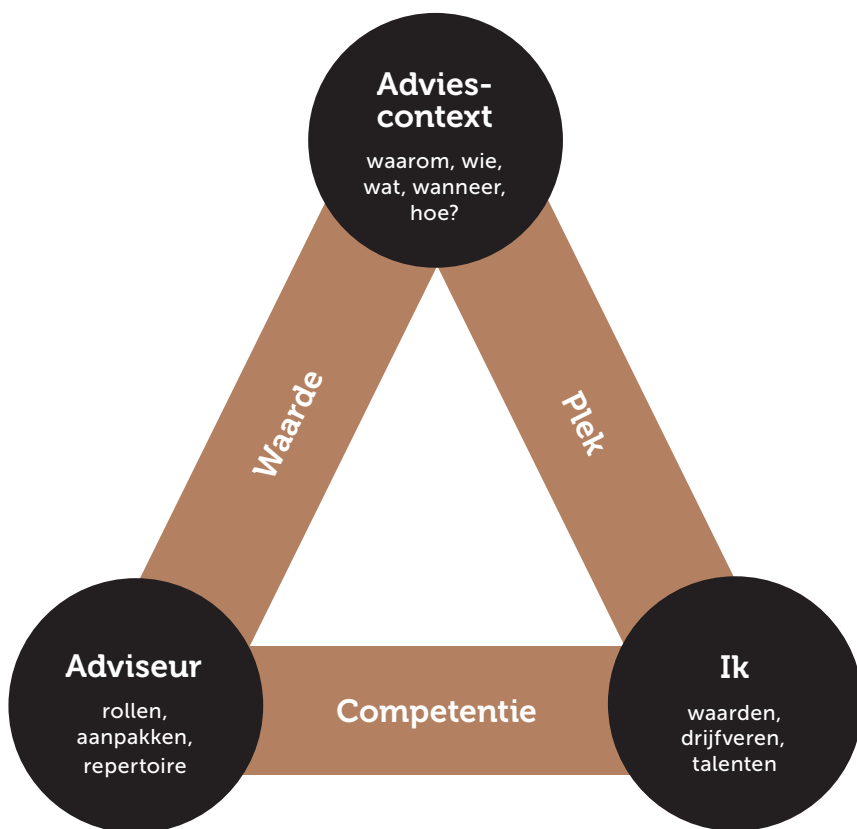 Advies-
context
waarom, wie,
wat, wanneer,
hoe?
Waarde
Plek
Adviseur
rollen,
aanpakken,
repertoire
Competentie
Ik
waarden,
drijfveren,
talenten